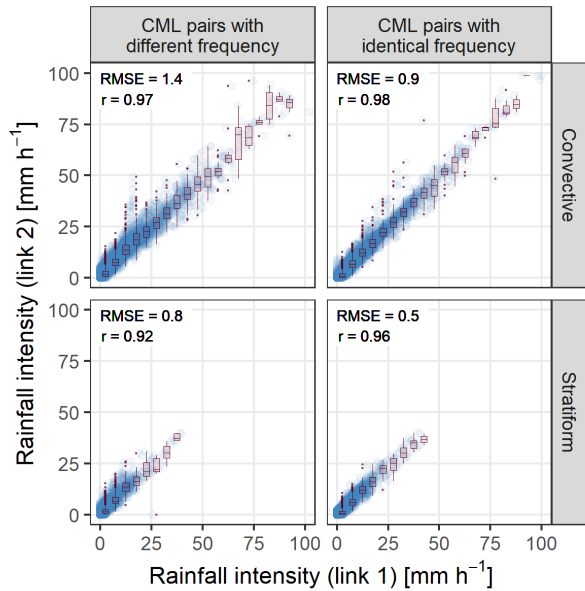 CML pairs with
different frequency
CML pairs with
identical frequency
RMSE = 1.4
r = 0.97
RMSE = 0.9
r = 0.98
Convective
100
75
50
25
0
RMSE = 0.8
r = 0.92
RMSE = 0.5
r = 0.96
Stratiform
100
75
50
25
0
Rainfall intensity (link 2) [mm h⁻¹]
0 25 50 75 100 0 25 50 75 100
Rainfall intensity (link 1) [mm h⁻¹]